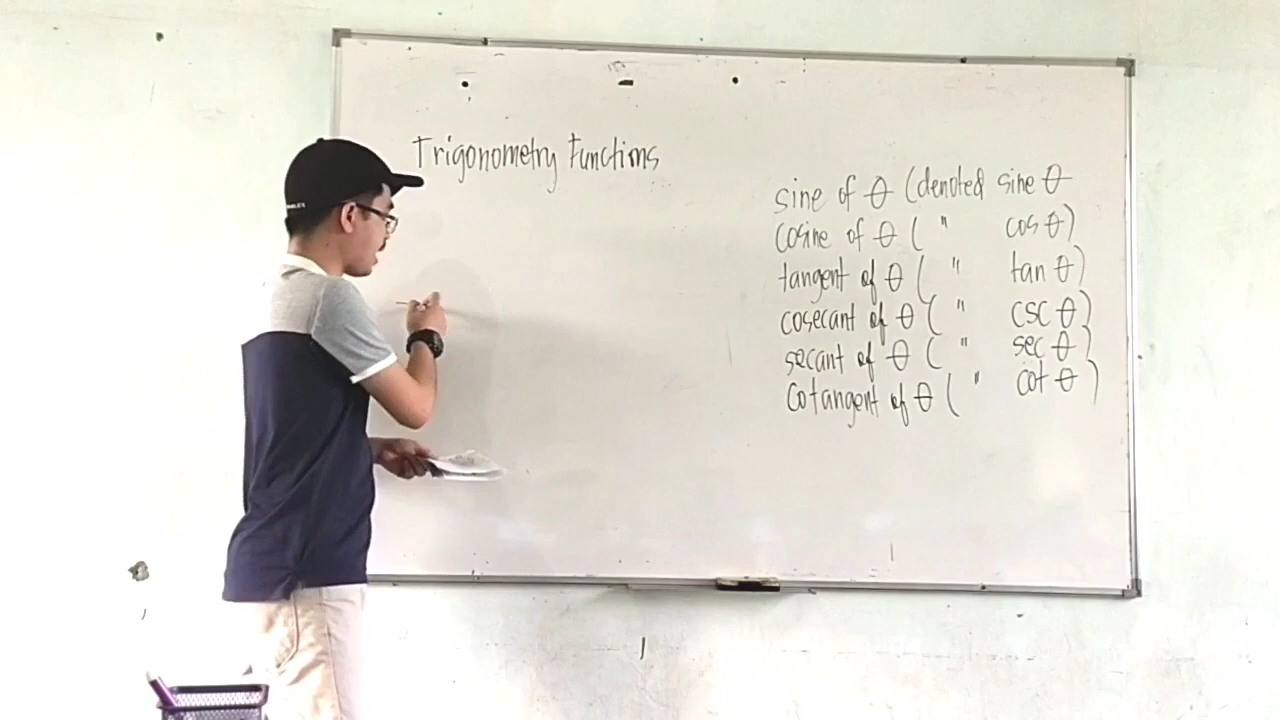 Trigonometry Functions
sine of θ (denoted sine θ
cosine of θ ( " cos θ)
tangent of θ ( " tan θ)
cosecant of θ ( " csc θ)
secant of θ ( " sec θ)
cotangent of θ ( " cot θ)